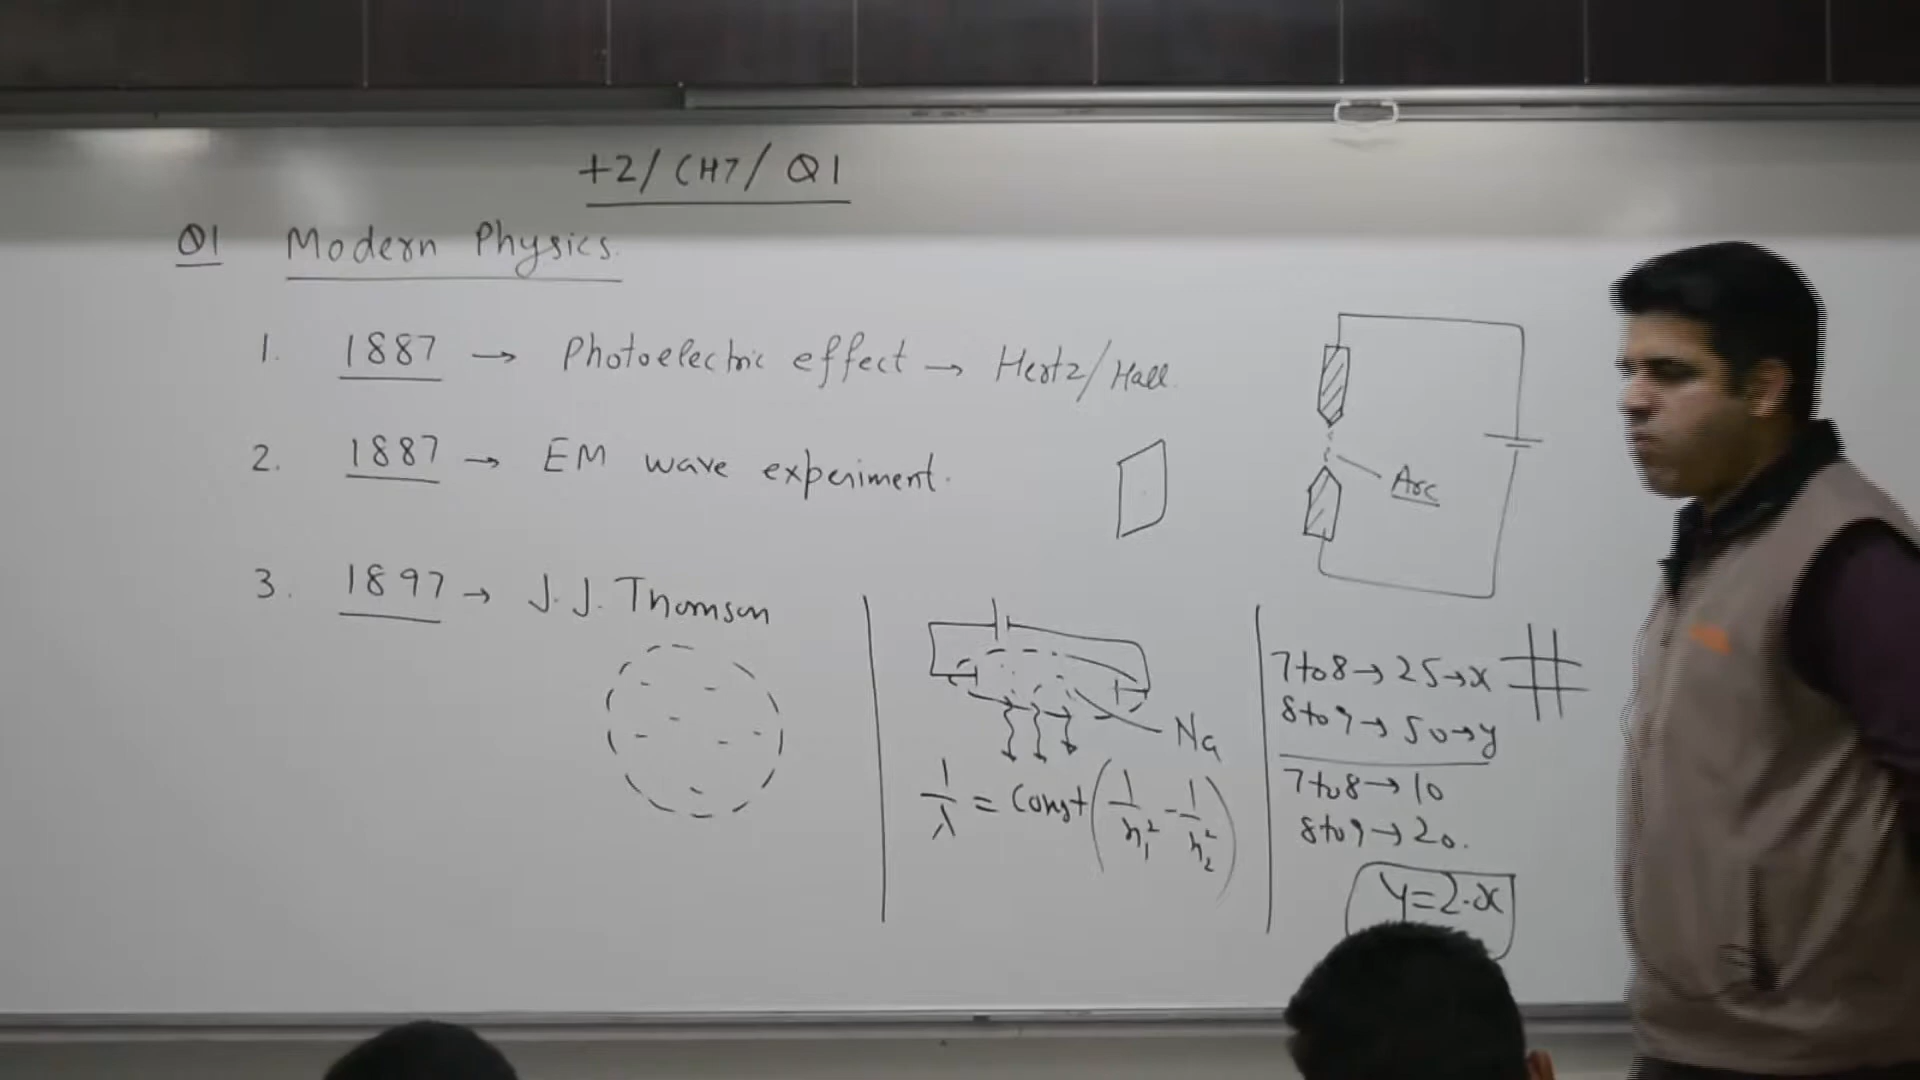 +2/ CH7/ Q1
Q1 Modern Physics.
1. 1887 → Photoelectric effect → Hertz/Hall.
2. 1887 → EM wave experiment.
Arc
3. 1897 → J. J. Thomson
Na
1/λ = Const (1/n₁² - 1/n₂²)
7 to 8 → 25 → x
8 to 9 → 50 → y
7 to 8 → 10
8 to 9 → 20.
y = 2·x